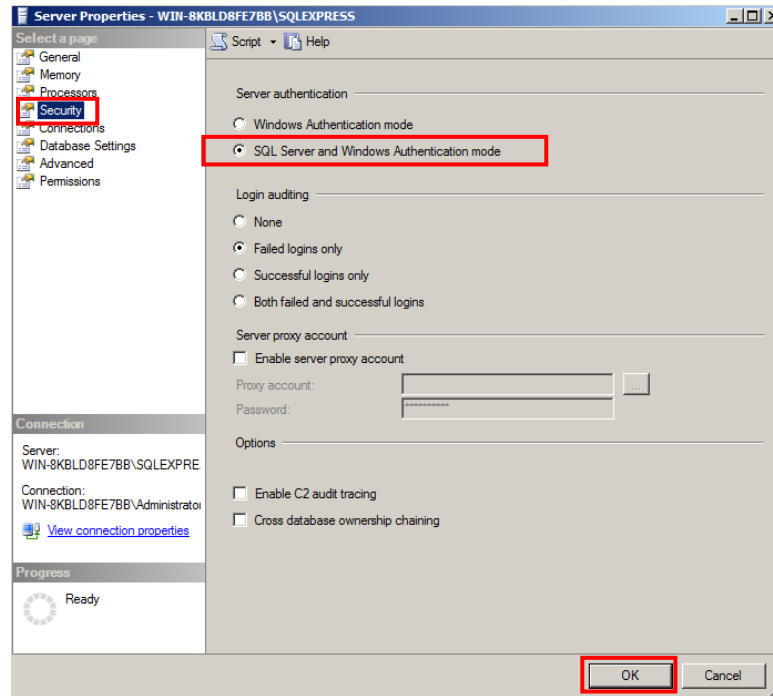 Server Properties - WIN-8KBLD8FE7BB\SQLEXPRESS
Select a page
General
Memory
Processors
Security
Connections
Database Settings
Advanced
Permissions
Script
Help
Server authentication
Windows Authentication mode
SQL Server and Windows Authentication mode
Login auditing
None
Failed logins only
Successful logins only
Both failed and successful logins
Server proxy account
Enable server proxy account
Proxy account:
...
Password:
**********
Options
Enable C2 audit tracing
Cross database ownership chaining
Connection
Server:
WIN-8KBLD8FE7BB\SQLEXPRE
Connection:
WIN-8KBLD8FE7BB\Administrator
View connection properties
Progress
Ready
OK
Cancel